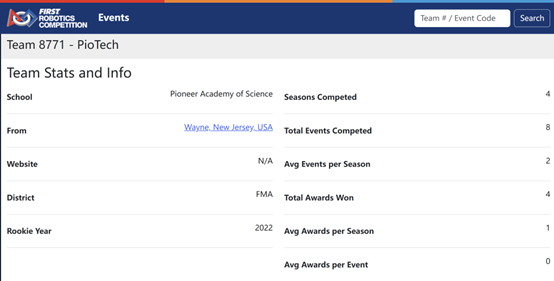 FIRST
ROBOTICS
COMPETITION
Events
Team # / Event Code
Search
Team 8771 - PioTech
Team Stats and Info
School
Pioneer Academy of Science
From
Wayne, New Jersey, USA
Website
N/A
District
FMA
Rookie Year
2022
Seasons Competed
4
Total Events Competed
8
Avg Events per Season
2
Total Awards Won
4
Avg Awards per Season
1
Avg Awards per Event
0